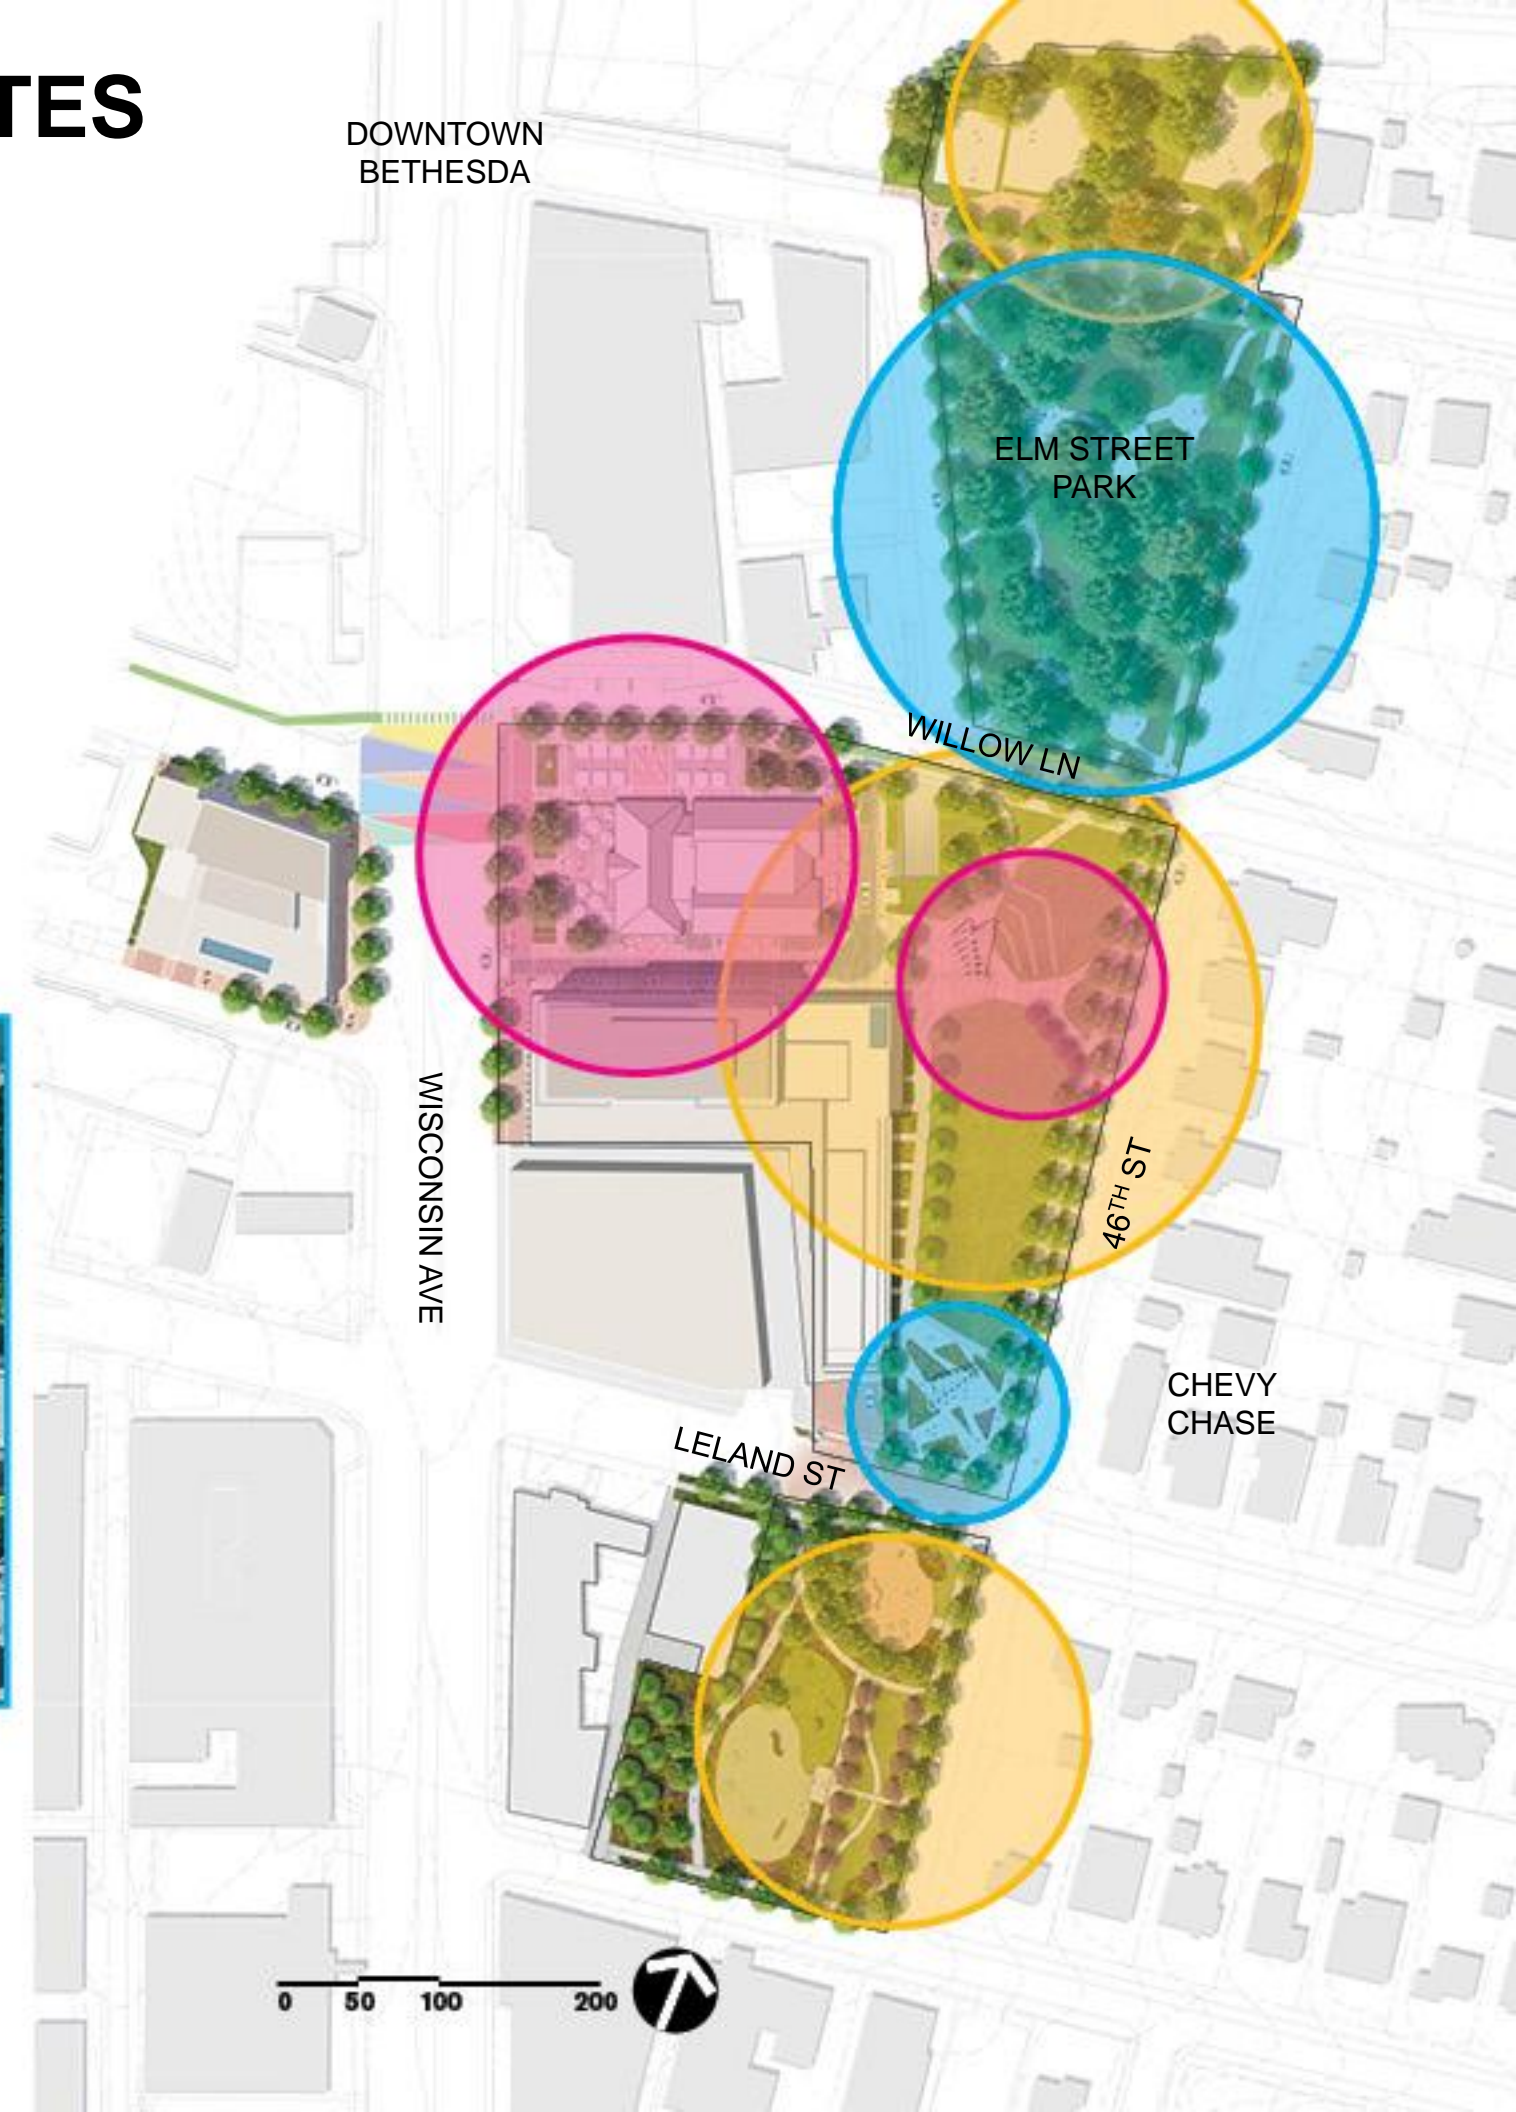 TES
DOWNTOWN
BETHESDA
ELM STREET
PARK
WILLOW LN
WISCONSIN AVE
46TH ST
CHEVY
CHASE
LELAND ST
0 50 100 200